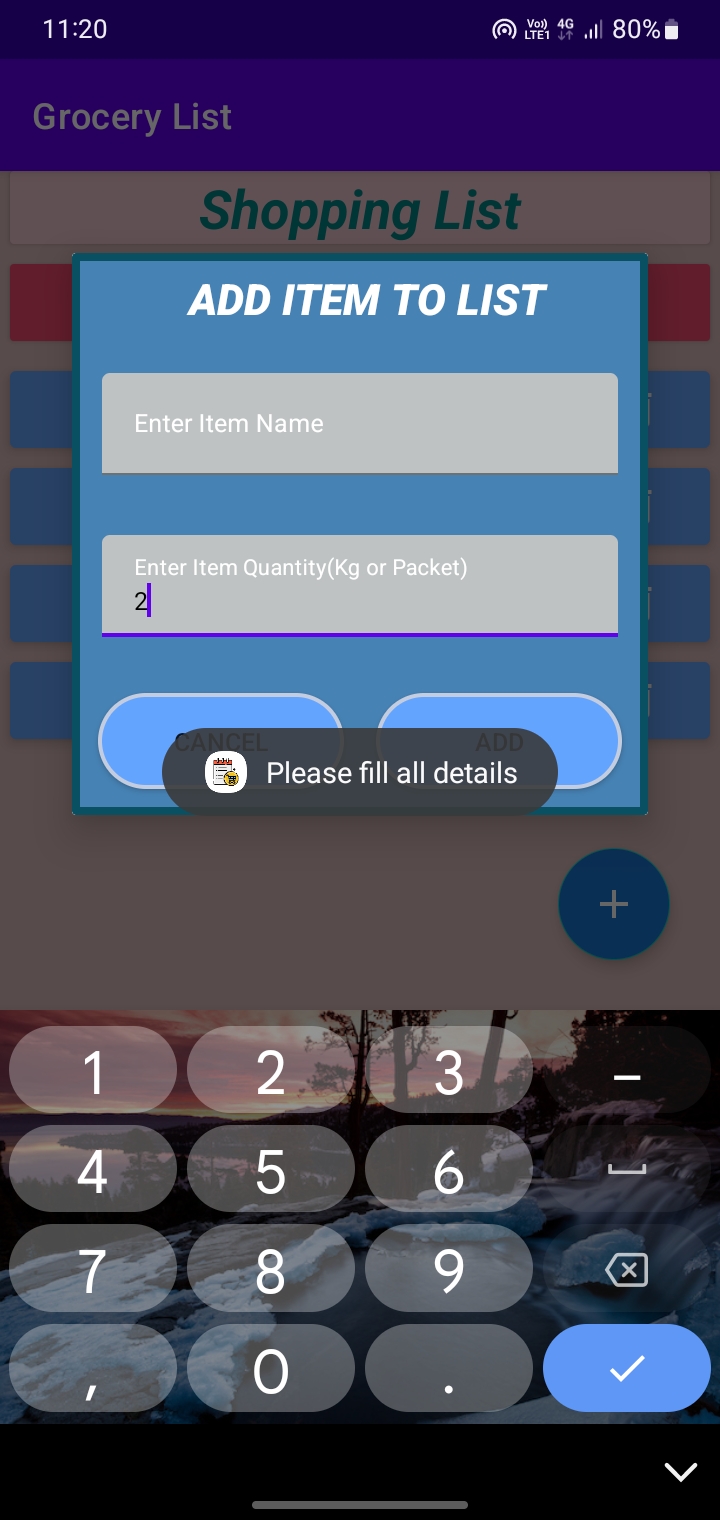 11:20
Vo))
LTE1
4G
80%
Grocery List
Shopping List
ADD ITEM TO LIST
Enter Item Name
Enter Item Quantity(Kg or Packet)
2
CANCEL
ADD
Please fill all details
+
1 2 3 –
4 5 6
7 8 9
, 0 .